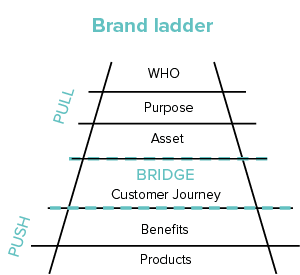 Brand ladder
WHO
PULL
Purpose
Asset
BRIDGE
Customer Journey
PUSH
Benefits
Products